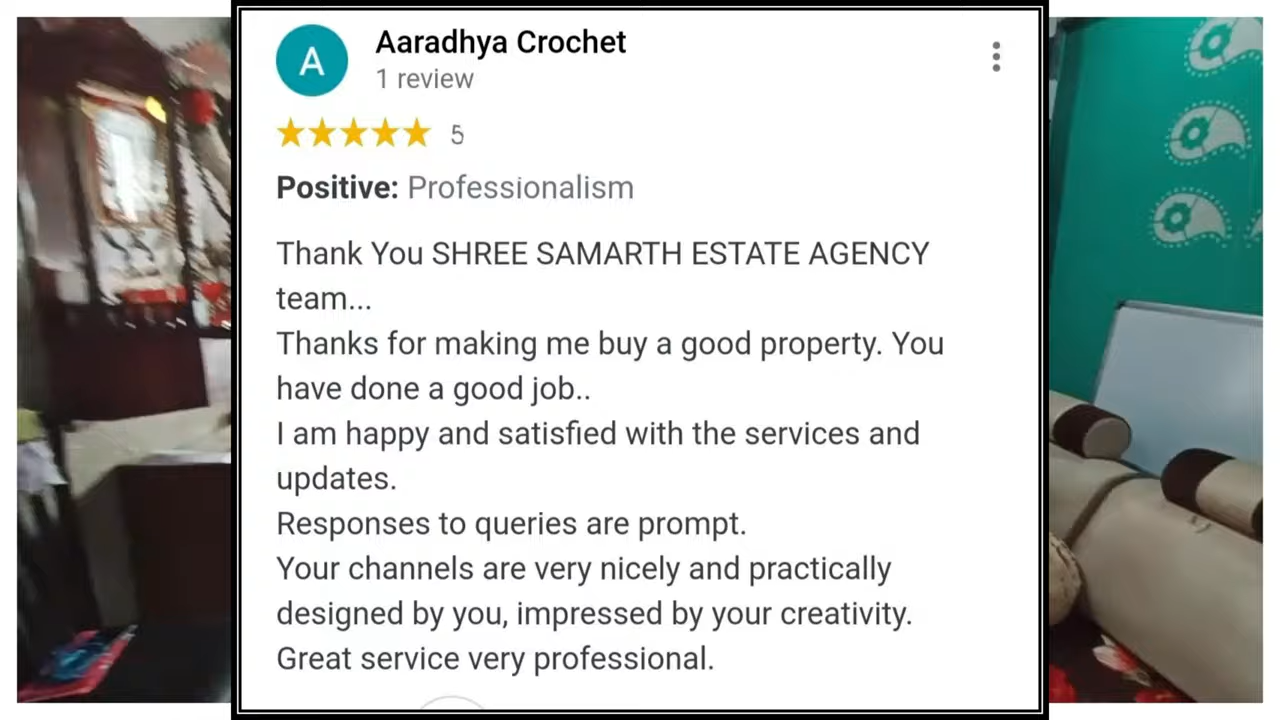 A
Aaradhya Crochet
1 review
5
Positive: Professionalism
Thank You SHREE SAMARTH ESTATE AGENCY
team...
Thanks for making me buy a good property. You
have done a good job..
I am happy and satisfied with the services and
updates.
Responses to queries are prompt.
Your channels are very nicely and practically
designed by you, impressed by your creativity.
Great service very professional.